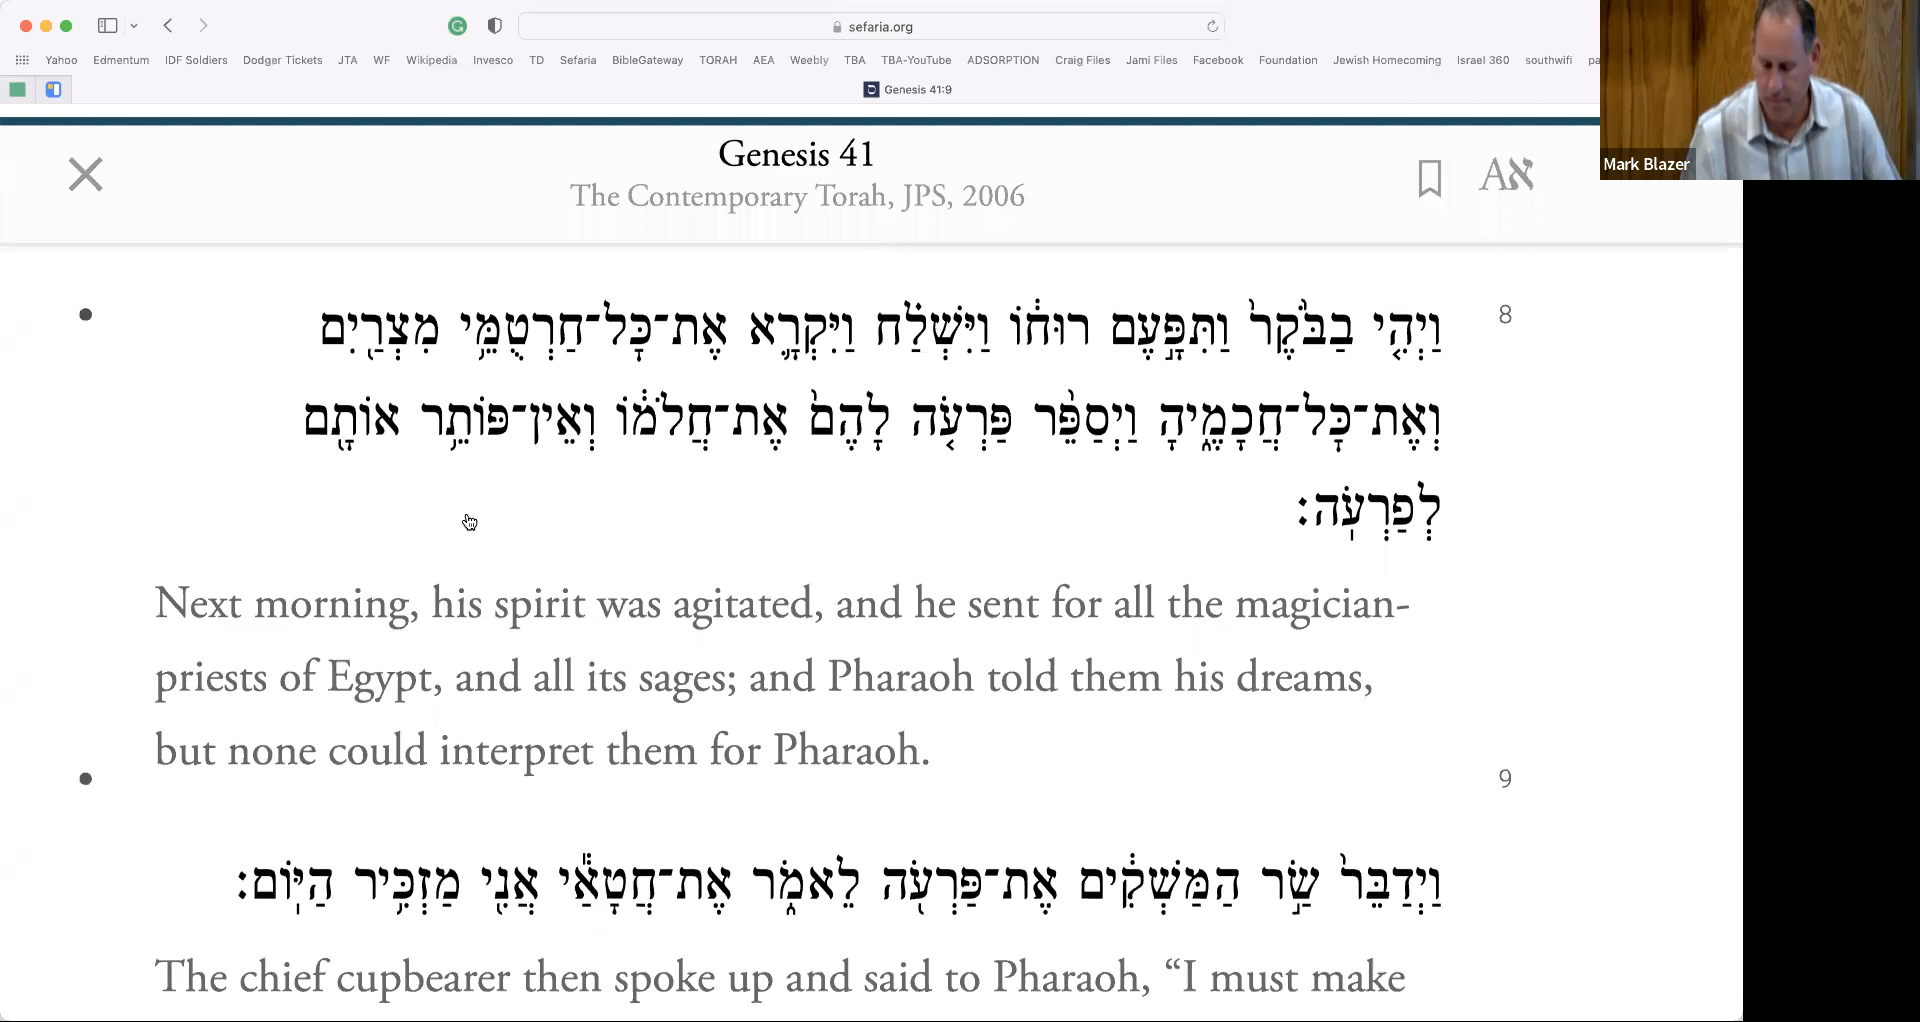 sefaria.org
Yahoo Edmentum IDF Soldiers Dodger Tickets JTA WF Wikipedia Invesco TD Sefaria BibleGateway TORAH AEA Weebly TBA TBA-YouTube ADSORPTION Craig Files Jami Files Facebook Foundation Jewish Homecoming Israel 360 southwifi pa
Genesis 41:9
Mark Blazer
Genesis 41
The Contemporary Torah, JPS, 2006
Aא
8
וַיְהִ֤י בַבֹּ֙קֶר֙ וַתִּפָּ֣עֶם רוּח֔וֹ וַיִּשְׁלַ֗ח וַיִּקְרָ֛א אֶת־כׇּל־חַרְטֻמֵּ֥י מִצְרַ֖יִם
וְאֶת־כׇּל־חֲכָמֶ֑יהָ וַיְסַפֵּ֨ר פַּרְעֹ֤ה לָהֶם֙ אֶת־חֲלֹמ֔וֹ וְאֵין־פּוֹתֵ֥ר אוֹתָ֖ם
לְפַרְעֹֽה׃
Next morning, his spirit was agitated, and he sent for all the magician-
priests of Egypt, and all its sages; and Pharaoh told them his dreams,
but none could interpret them for Pharaoh.
9
וַיְדַבֵּר֙ שַׂ֣ר הַמַּשְׁקִ֔ים אֶת־פַּרְעֹ֖ה לֵאמֹ֑ר אֶת־חֲטָאַ֕י אֲנִ֖י מַזְכִּ֥יר הַיּֽוֹם׃
The chief cupbearer then spoke up and said to Pharaoh, “I must make